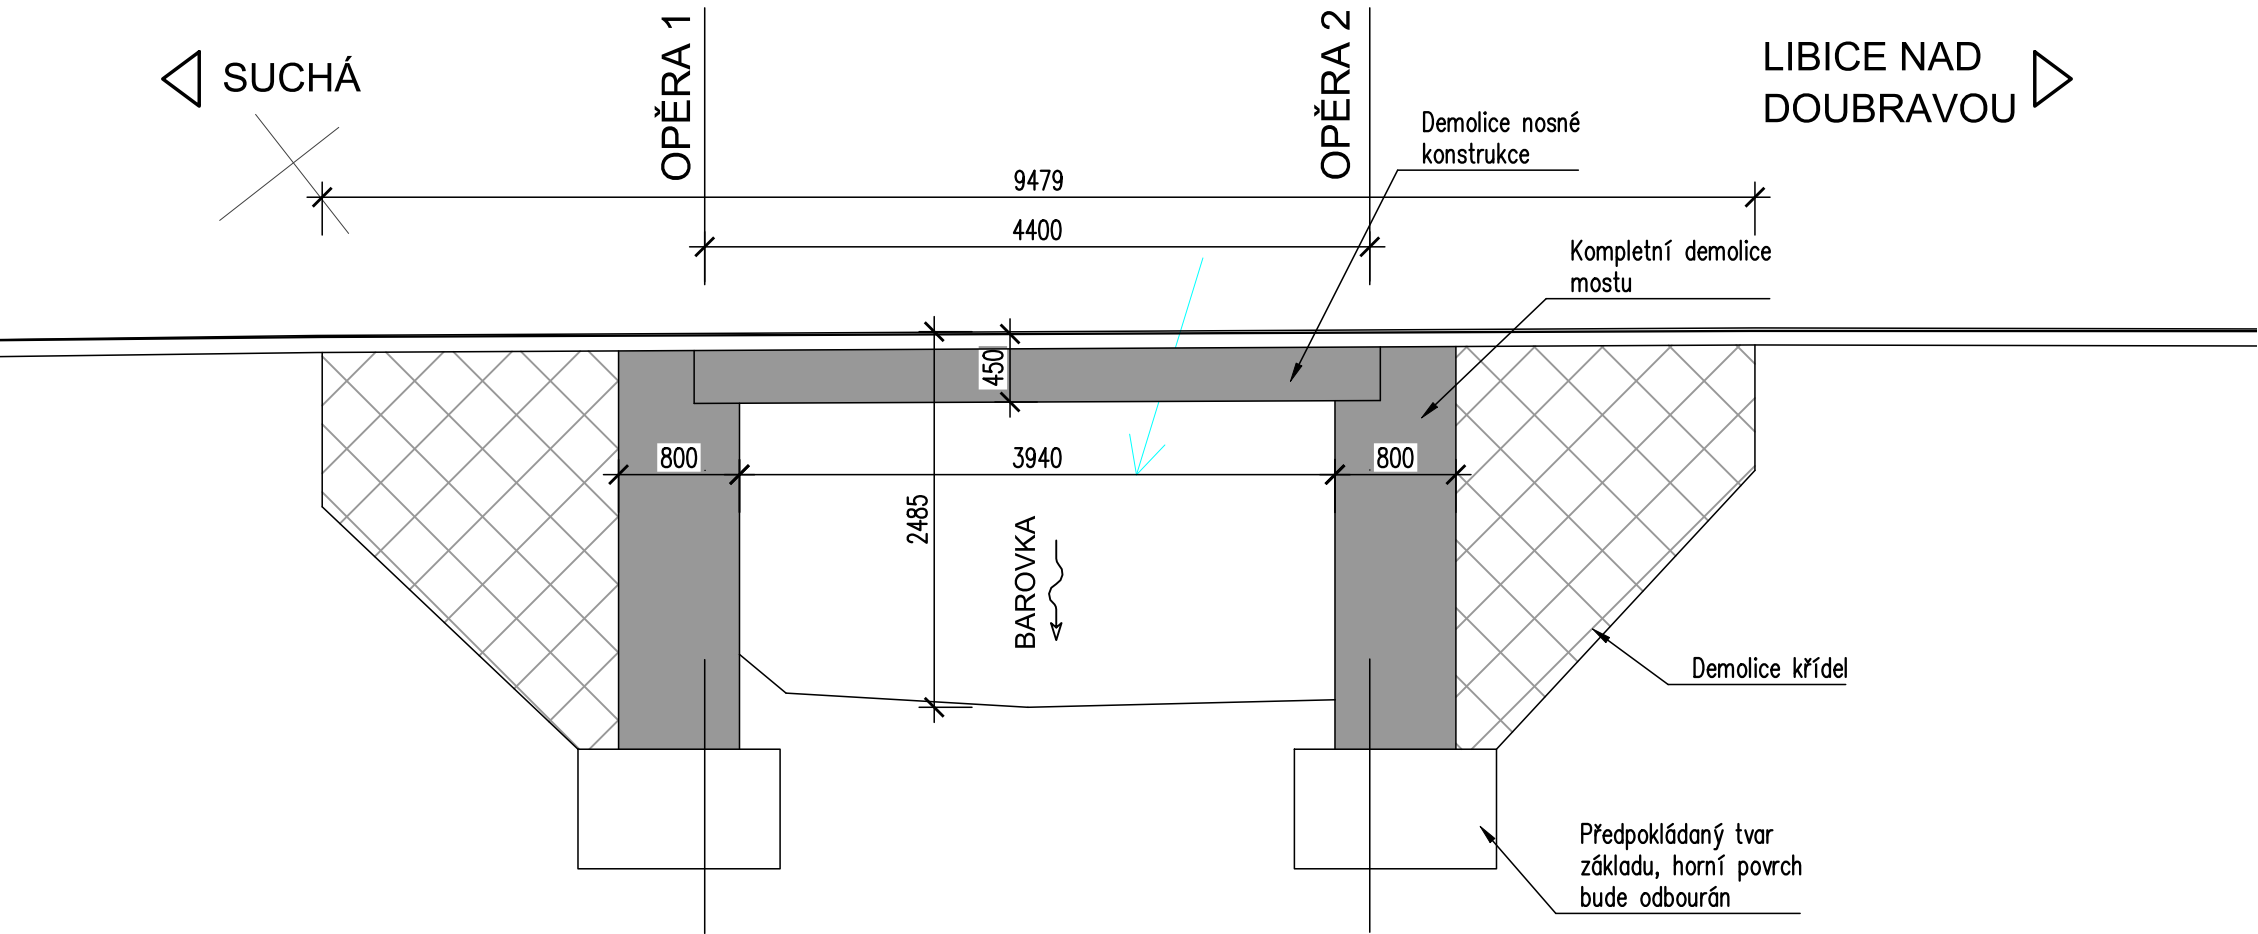 SUCHÁ
OPĚRA 1
OPĚRA 2
LIBICE NAD
DOUBRAVOU
Demolice nosné
konstrukce
9479
4400
Kompletní demolice
mostu
450
800
3940
800
2485
BAROVKA
Demolice křídel
Předpokládaný tvar
základu, horní povrch
bude odbourán